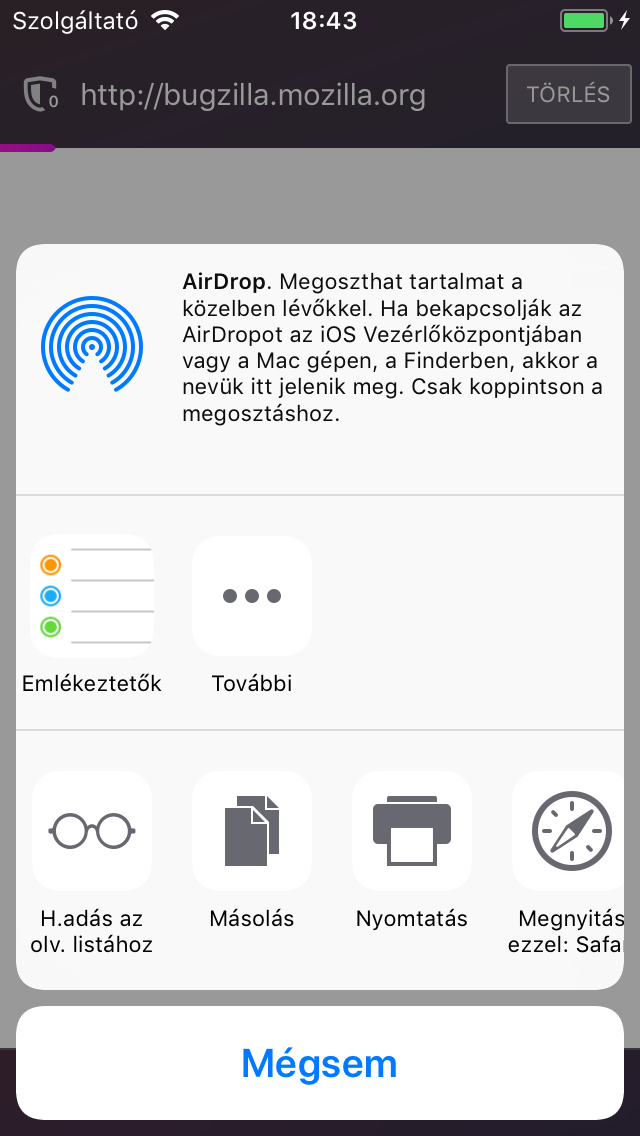 Szolgáltató 18:43
0 http://bugzilla.mozilla.org TÖRLÉS
AirDrop. Megoszthat tartalmat a
közelben lévőkkel. Ha bekapcsolják az
AirDropot az iOS Vezérlőközpontjában
vagy a Mac gépen, a Finderben, akkor a
nevük itt jelenik meg. Csak koppintson a
megosztáshoz.
Emlékeztetők
További
H.adás az
olv. listához
Másolás
Nyomtatás
Megnyitás
ezzel: Safa
Mégsem